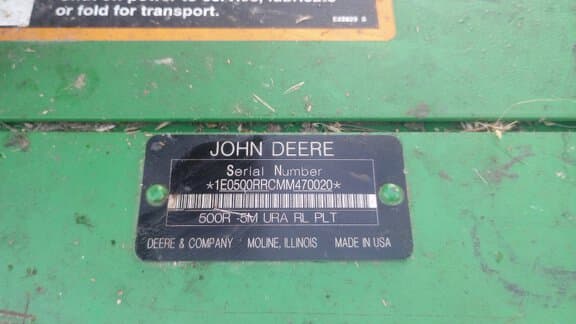 or fold for transport.
JOHN DEERE
Serial Number
*1E0500RRCMM470020*
500R 5M URA RL PLT
DEERE & COMPANY MOLINE, ILLINOIS MADE IN USA